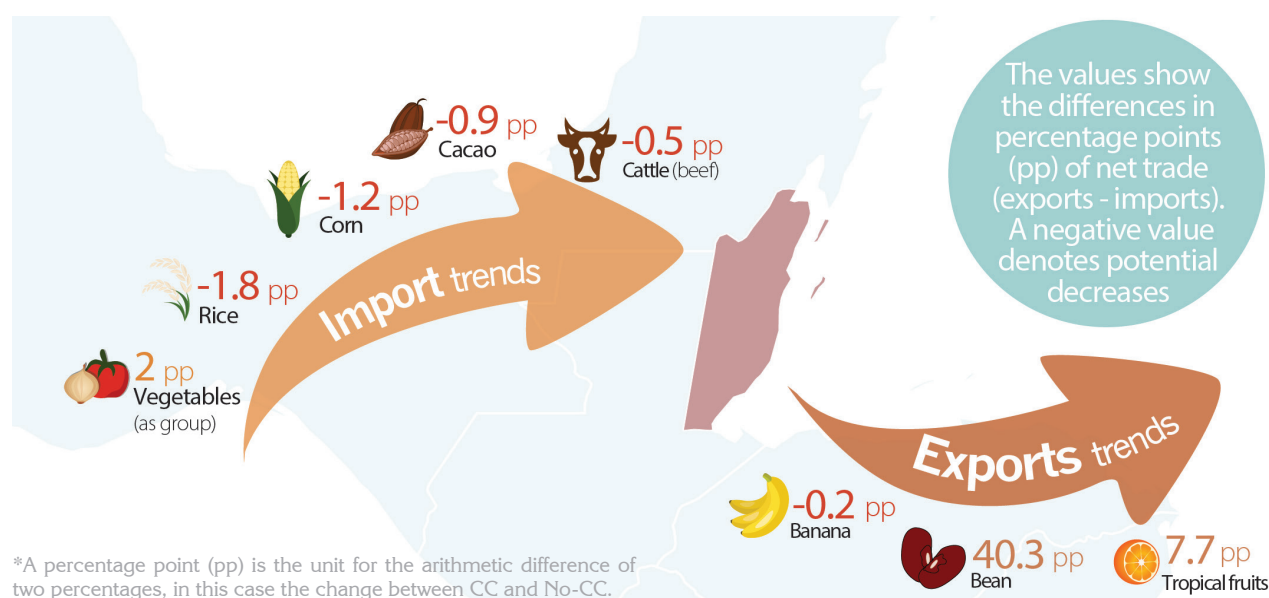 The values show
the differences in
percentage points
(pp) of net trade
(exports - imports).
A negative value
denotes potential
decreases
-0.9 pp
Cacao
-0.5 pp
Cattle (beef)
-1.2 pp
Corn
-1.8 pp
Rice
2 pp
Vegetables
(as group)
Import trends
Exports trends
-0.2 pp
Banana
40.3 pp
Bean
7.7 pp
Tropical fruits
*A percentage point (pp) is the unit for the arithmetic difference of
two percentages, in this case the change between CC and No-CC.